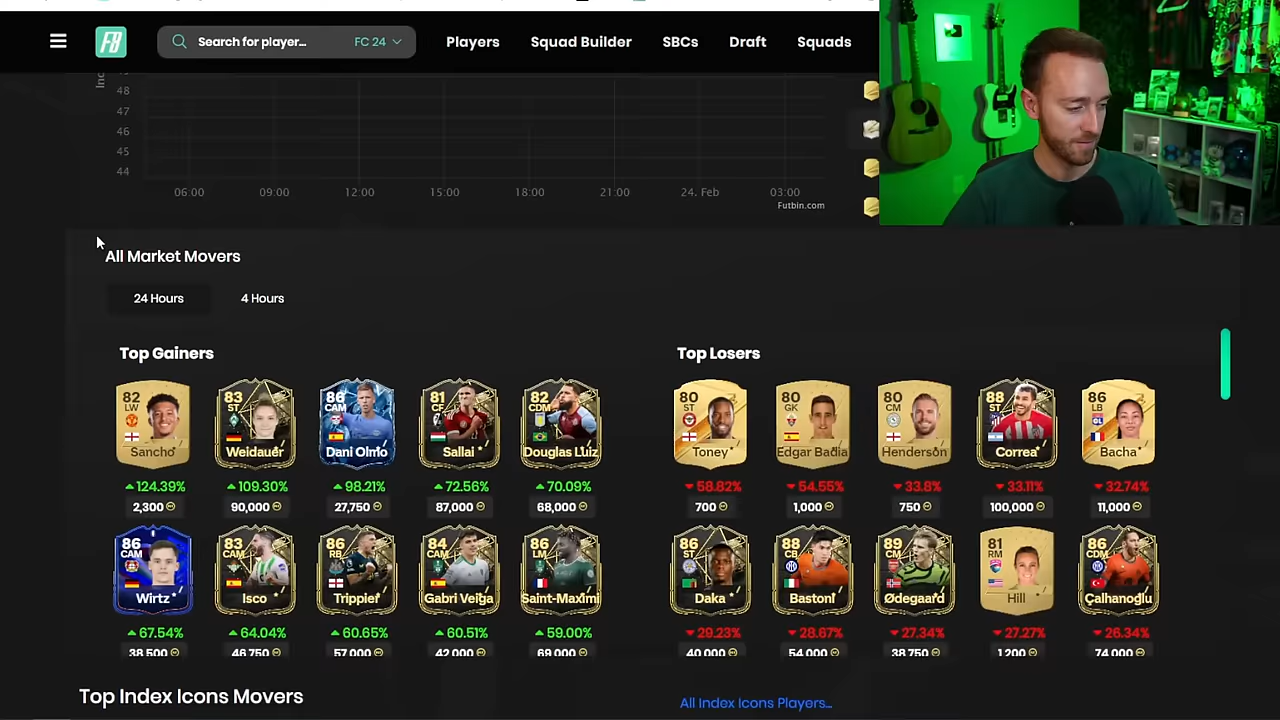 FB
Search for player...
FC 24
Players
Squad Builder
SBCs
Draft
Squads
48
47
46
45
44
06:00
09:00
12:00
15:00
18:00
21:00
24. Feb
03:00
Futbin.com
All Market Movers
24 Hours
4 Hours
Top Gainers
Top Losers
82 LW Sancho
83 ST Weidauer
86 CAM Dani Olmo
81 CF Sallai
82 CDM Douglas Luiz
80 ST Toney
80 GK Edgar Badia
80 CM Henderson
88 ST Correa
86 LB Bacha
124.39%
109.30%
98.21%
72.56%
70.09%
58.82%
54.55%
33.8%
33.11%
32.74%
2,300
90,000
27,750
87,000
68,000
700
1,000
750
100,000
11,000
86 CAM Wirtz
83 CAM Isco
86 RB Trippier
84 CAM Gabri Veiga
86 LM Saint-Maximi
86 ST Daka
88 CB Bastoni
89 CM Ødegaard
81 RM Hill
86 CDM Çalhanoğlu
67.54%
64.04%
60.65%
60.51%
59.00%
29.23%
28.67%
27.34%
27.27%
26.34%
38,500
46,750
57,000
42,000
69,000
40,000
54,000
38,750
1,200
74,000
Top Index Icons Movers
All Index Icons Players...